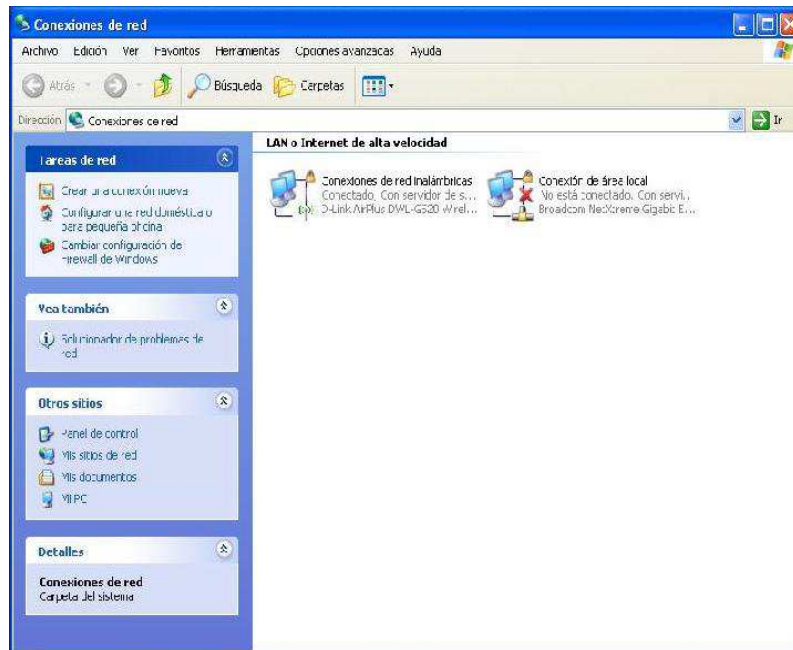 Conexiones de red
Archivo Edición Ver Favoritos Herramientas Opciones avanzadas Ayuda
Atrás Búsqueda Carpetas
Dirección Conexiones de red Ir
Tareas de red
Crear una conexión nueva
Configurar una red doméstica o
para pequeña oficina
Cambiar configuración de
Firewall de Windows
Vea también
Solucionador de problemas de
red
Otros sitios
Panel de control
Mis sitios de red
Mis documentos
Mi PC
Detalles
Conexiones de red
Carpeta del sistema
LAN o Internet de alta velocidad
Conexiones de red inalámbricas
Conectado, Con servidor de s...
D-Link AirPlus DWL-G520 Wirel...
Conexión de área local
No está conectado, Con servi...
Broadcom NetXtreme Gigabit E...